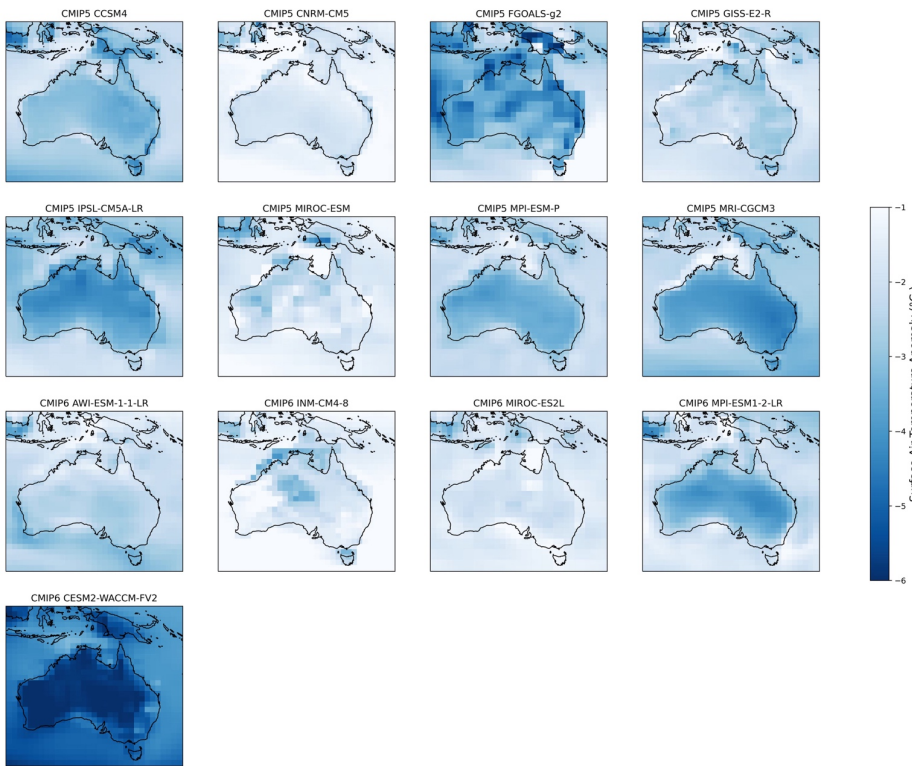 CMIP5 CCSM4
CMIP5 CNRM-CM5
CMIP5 FGOALS-g2
CMIP5 GISS-E2-R
CMIP5 IPSL-CM5A-LR
CMIP5 MIROC-ESM
CMIP5 MPI-ESM-P
CMIP5 MRI-CGCM3
CMIP6 AWI-ESM-1-1-LR
CMIP6 INM-CM4-8
CMIP6 MIROC-ES2L
CMIP6 MPI-ESM1-2-LR
CMIP6 CESM2-WACCM-FV2
−1
−2
−3
−4
−5
−6